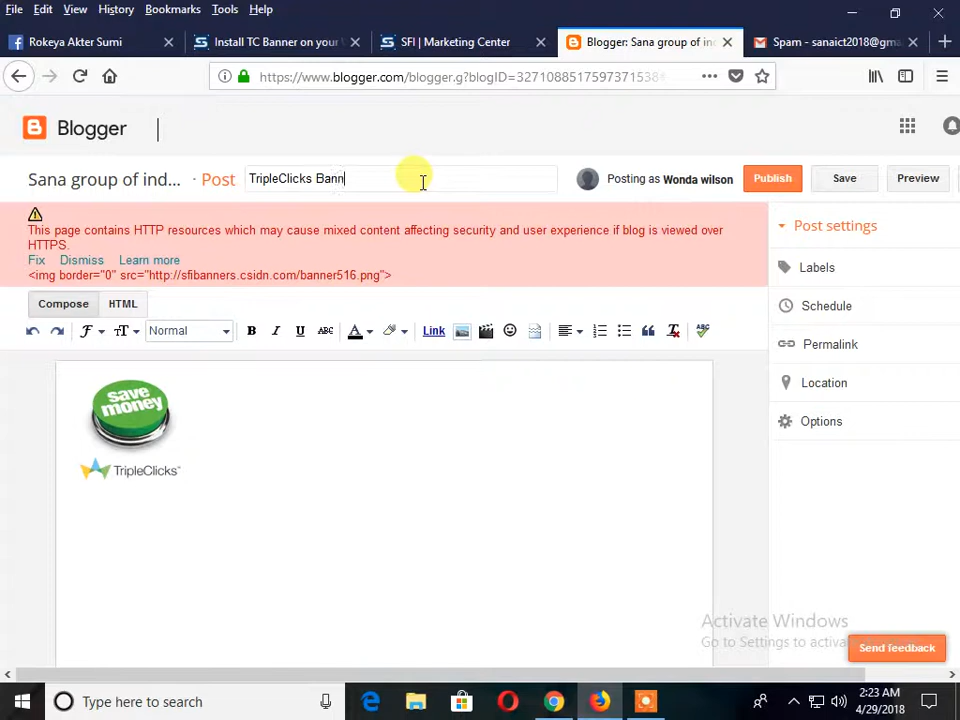 File Edit View History Bookmarks Tools Help
Rokeya Akter Sumi
Install TC Banner on your
SFI | Marketing Center
Blogger: Sana group of ind
Spam - sanaict2018@gma
https://www.blogger.com/blogger.g?blogID=3271088517597371538
Blogger
Sana group of ind... · Post
TripleClicks Bann
Posting as Wonda wilson
Publish
Save
Preview
This page contains HTTP resources which may cause mixed content affecting security and user experience if blog is viewed over
HTTPS.
Fix Dismiss Learn more
<img border="0" src="http://sfibanners.csidn.com/banner516.png">
Compose HTML
Normal
B I U ABC A Link
save
money
TripleClicks™
Post settings
Labels
Schedule
Permalink
Location
Options
Activate Windows
Go to Settings to activa
Send feedback
Type here to search
2:23 AM
4/29/2018